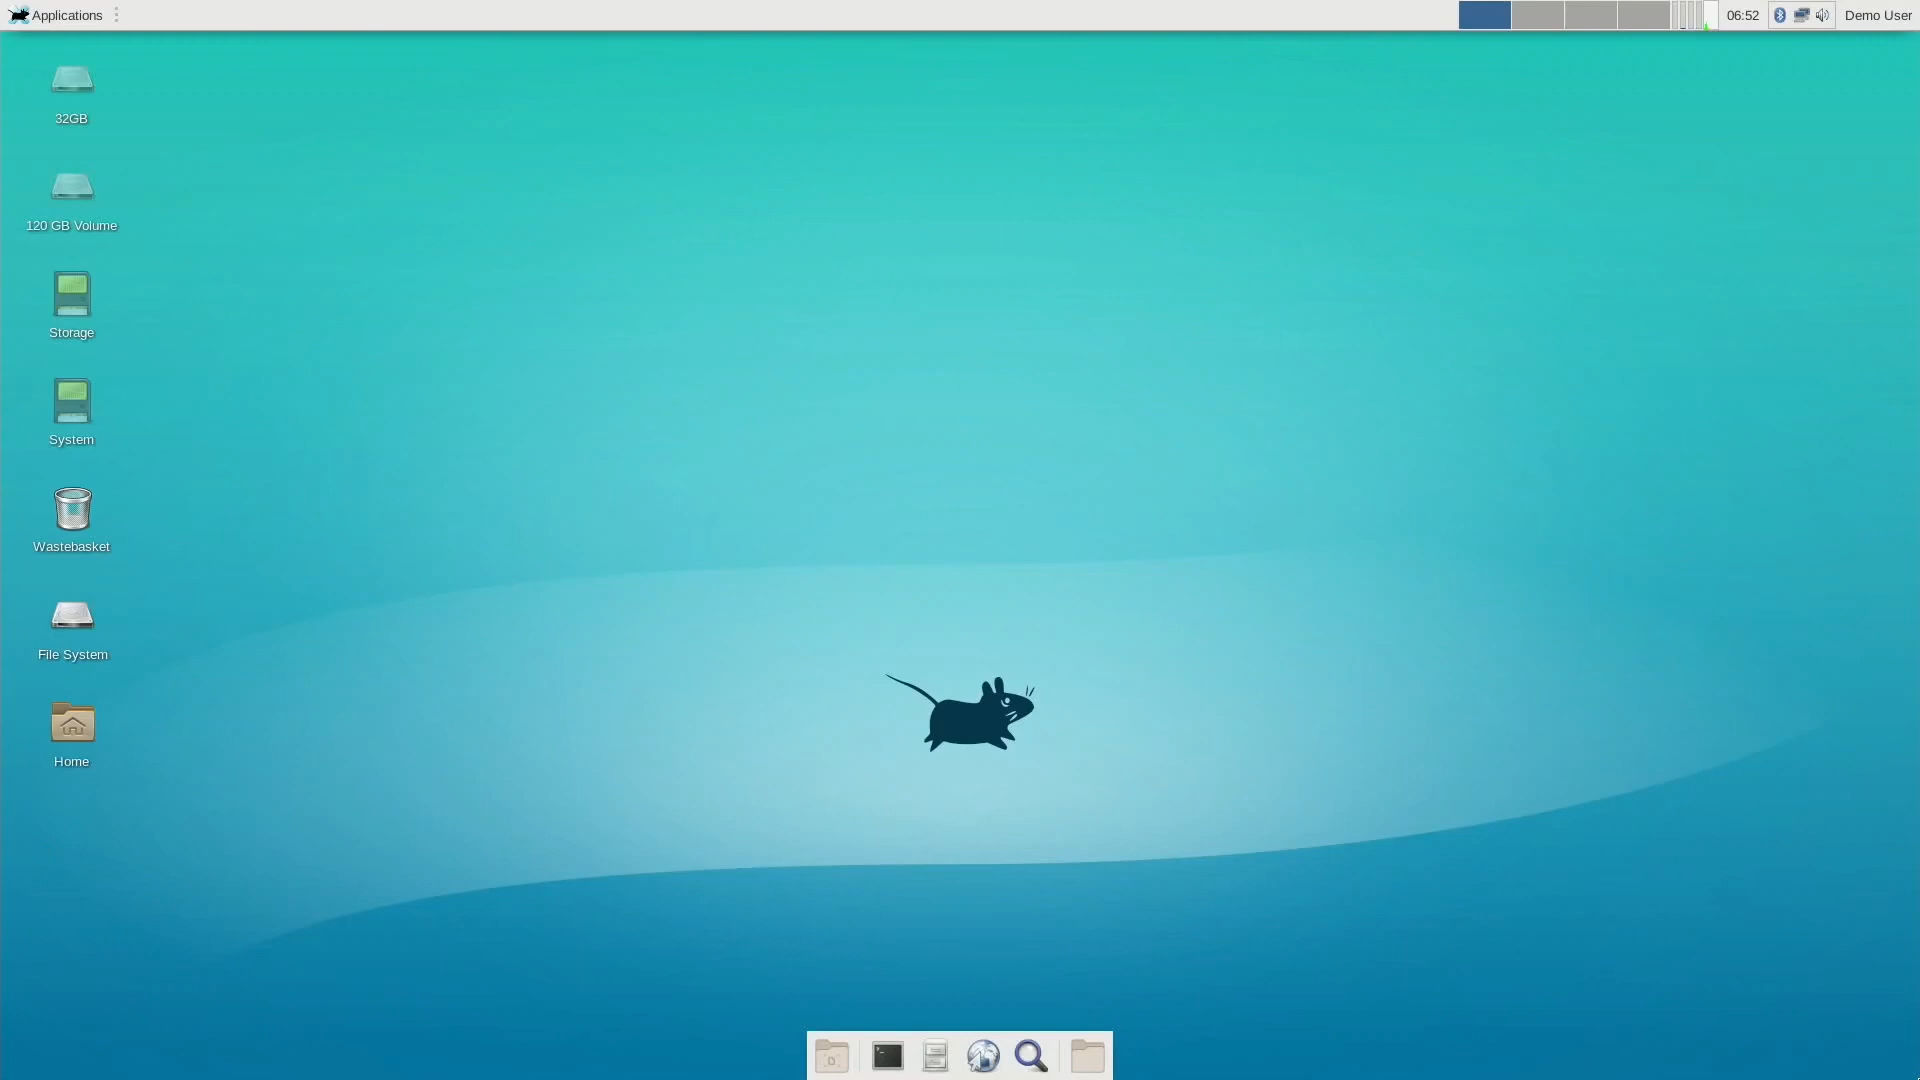 Applications
06:52
Demo User
32GB
120 GB Volume
Storage
System
Wastebasket
File System
Home